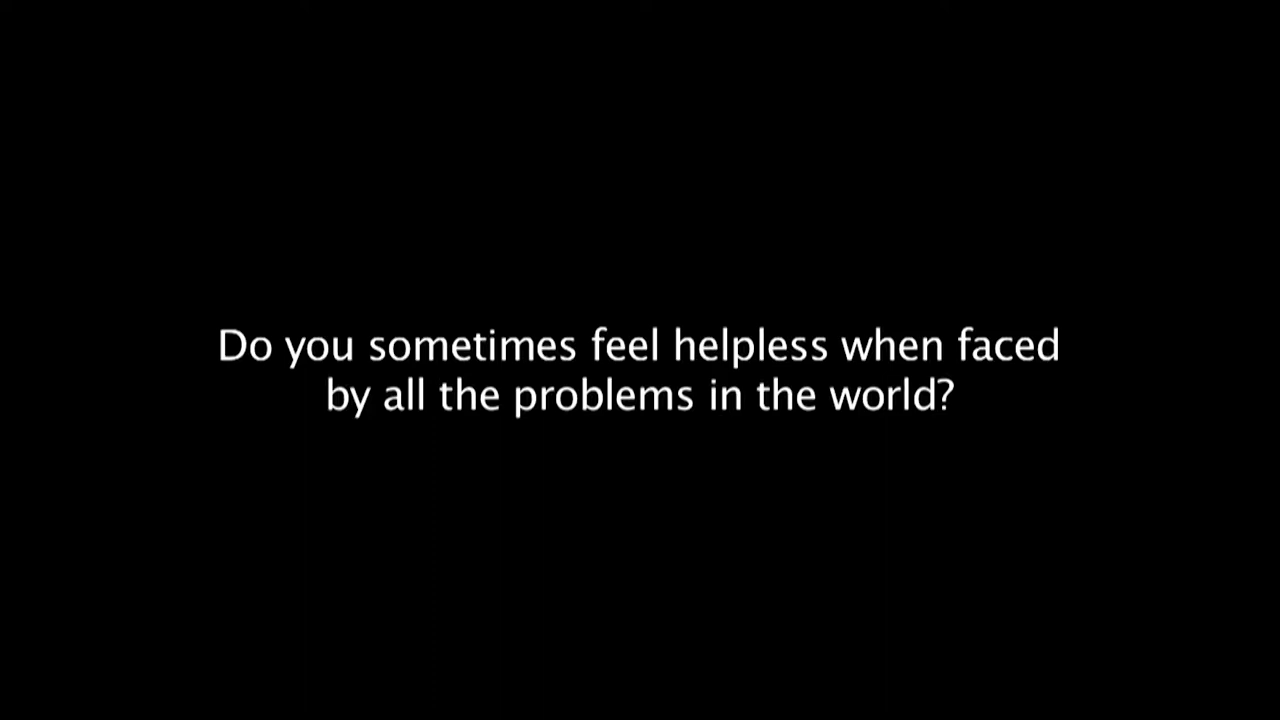 Do you sometimes feel helpless when faced
by all the problems in the world?